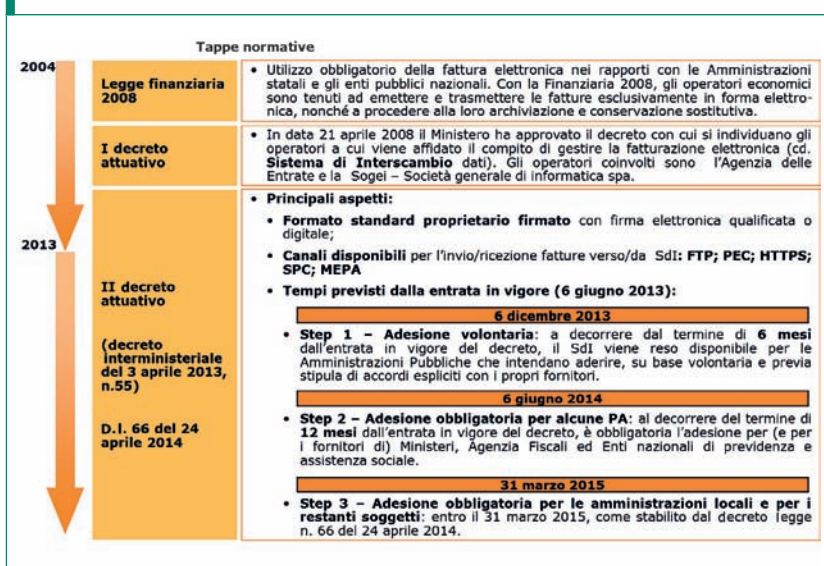 Tappe normative
2004
Legge finanziaria
2008
• Utilizzo obbligatorio della fattura elettronica nei rapporti con le Amministrazioni
statali e gli enti pubblici nazionali. Con la Finanziaria 2008, gli operatori economici
sono tenuti ad emettere e trasmettere le fatture esclusivamente in forma elettro-
nica, nonché a procedere alla loro archiviazione e conservazione sostitutiva.
I decreto
attuativo
• In data 21 aprile 2008 il Ministero ha approvato il decreto con cui si individuano gli
operatori a cui viene affidato il compito di gestire la fatturazione elettronica (cd.
Sistema di Interscambio dati). Gli operatori coinvolti sono l'Agenzia delle
Entrate e la Sogei – Società generale di informatica spa.
2013
II decreto
attuativo
(decreto
interministeriale
del 3 aprile 2013,
n.55)
D.l. 66 del 24
aprile 2014
• Principali aspetti:
• Formato standard proprietario firmato con firma elettronica qualificata o
digitale;
• Canali disponibili per l'invio/ricezione fatture verso/da SdI: FTP; PEC; HTTPS;
SPC; MEPA
• Tempi previsti dalla entrata in vigore (6 giugno 2013):
6 dicembre 2013
• Step 1 – Adesione volontaria: a decorrere dal termine di 6 mesi
dall'entrata in vigore del decreto, il SdI viene reso disponibile per le
Amministrazioni Pubbliche che intendano aderire, su base volontaria e previa
stipula di accordi espliciti con i propri fornitori.
6 giugno 2014
• Step 2 – Adesione obbligatoria per alcune PA: al decorrere del termine di
12 mesi dall'entrata in vigore del decreto, è obbligatoria l'adesione per (e per
i fornitori di) Ministeri, Agenzia Fiscali ed Enti nazionali di previdenza e
assistenza sociale.
31 marzo 2015
• Step 3 – Adesione obbligatoria per le amministrazioni locali e per i
restanti soggetti: entro il 31 marzo 2015, come stabilito dal decreto legge
n. 66 del 24 aprile 2014.